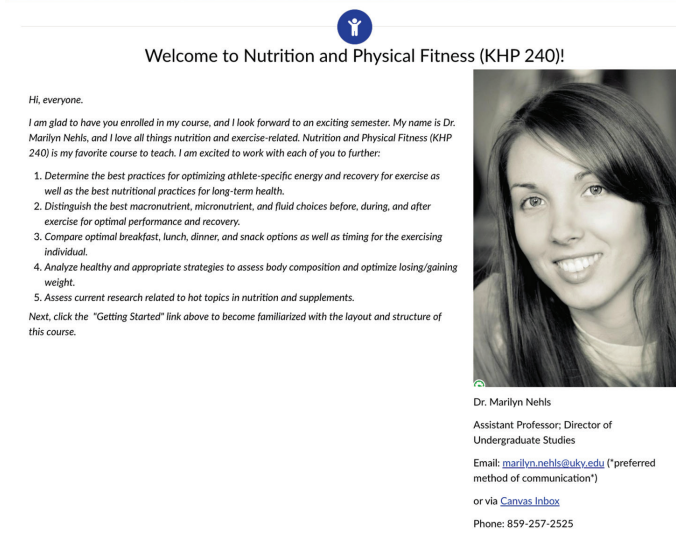 Welcome to Nutrition and Physical Fitness (KHP 240)!
Hi, everyone.
I am glad to have you enrolled in my course, and I look forward to an exciting semester. My name is Dr.
Marilyn Nehls, and I love all things nutrition and exercise-related. Nutrition and Physical Fitness (KHP
240) is my favorite course to teach. I am excited to work with each of you to further:
1. Determine the best practices for optimizing athlete-specific energy and recovery for exercise as
well as the best nutritional practices for long-term health.
2. Distinguish the best macronutrient, micronutrient, and fluid choices before, during, and after
exercise for optimal performance and recovery.
3. Compare optimal breakfast, lunch, dinner, and snack options as well as timing for the exercising
individual.
4. Analyze healthy and appropriate strategies to assess body composition and optimize losing/gaining
weight.
5. Assess current research related to hot topics in nutrition and supplements.
Next, click the "Getting Started" link above to become familiarized with the layout and structure of
this course.
Dr. Marilyn Nehls
Assistant Professor; Director of
Undergraduate Studies
Email: marilyn.nehls@uky.edu (*preferred
method of communication*)
or via Canvas Inbox
Phone: 859-257-2525